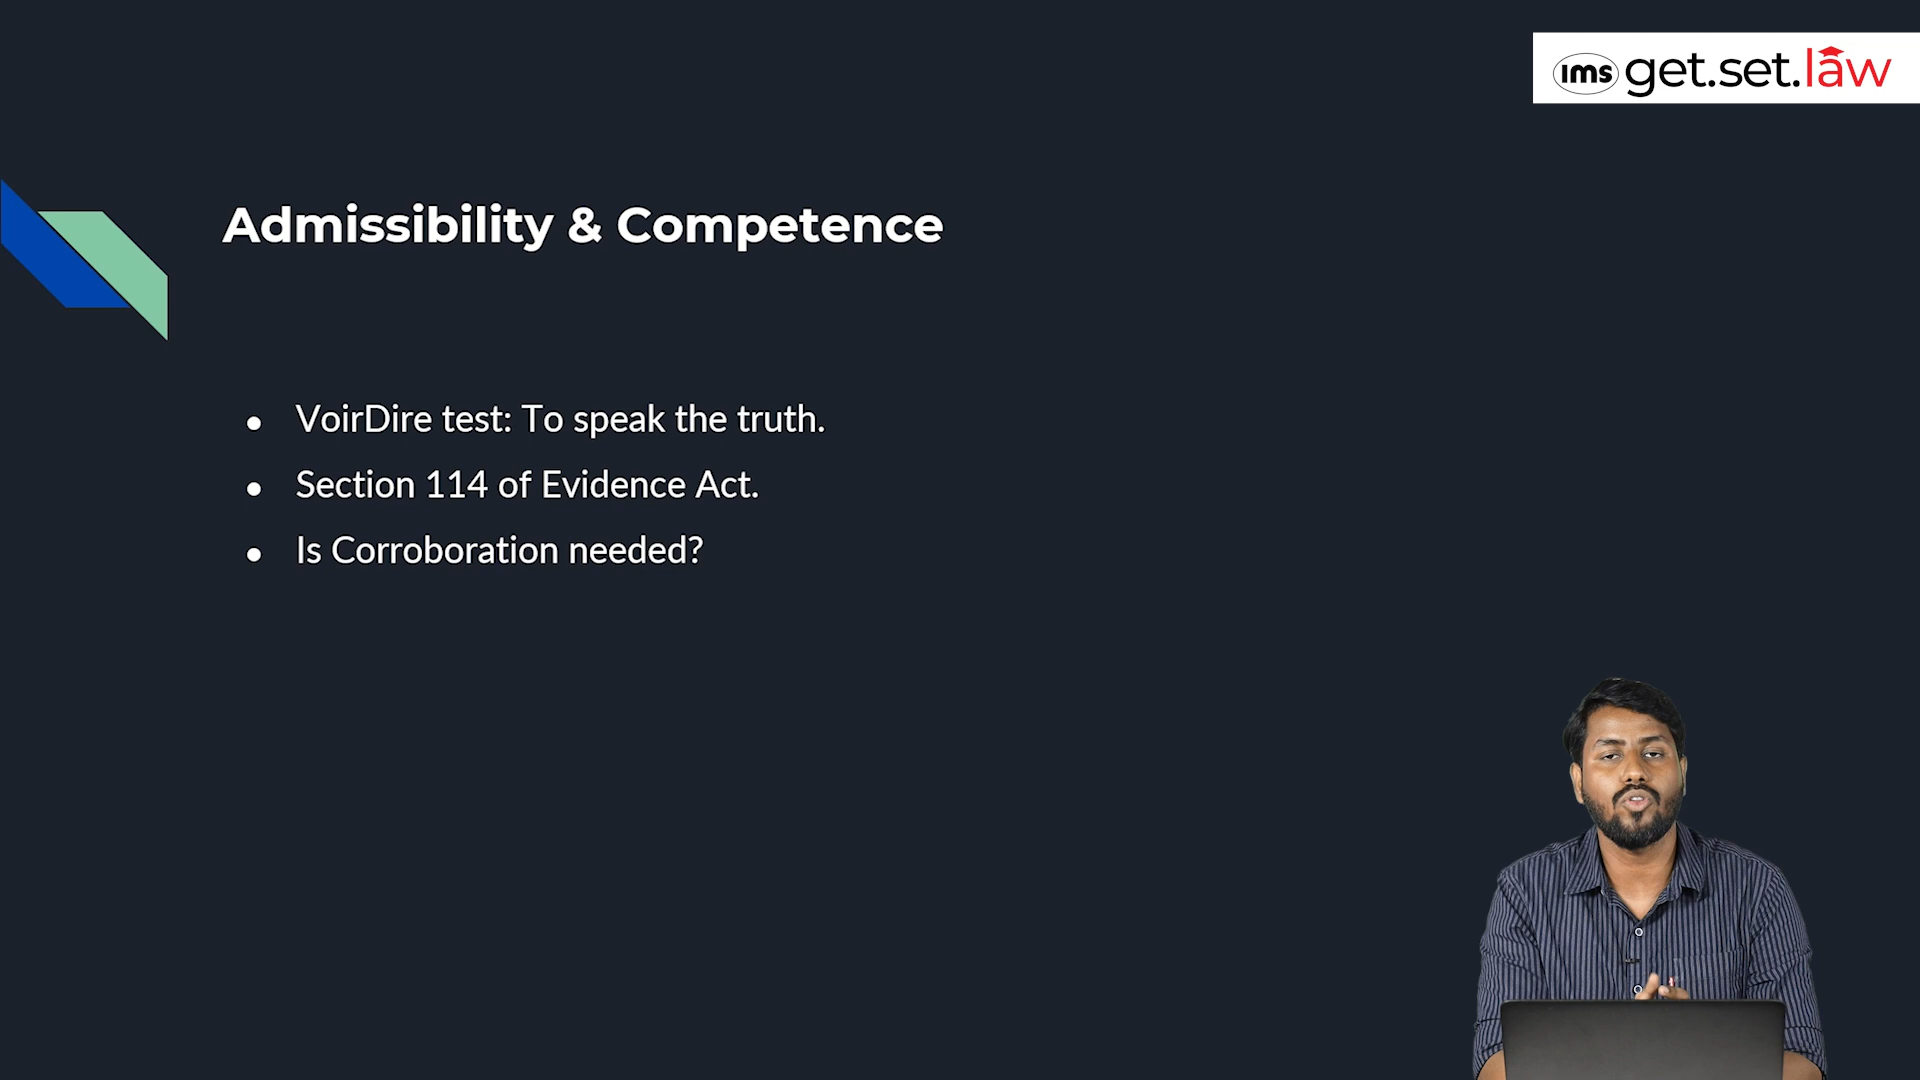 ims get.set.law
Admissibility & Competence
● VoirDire test: To speak the truth.
● Section 114 of Evidence Act.
● Is Corroboration needed?